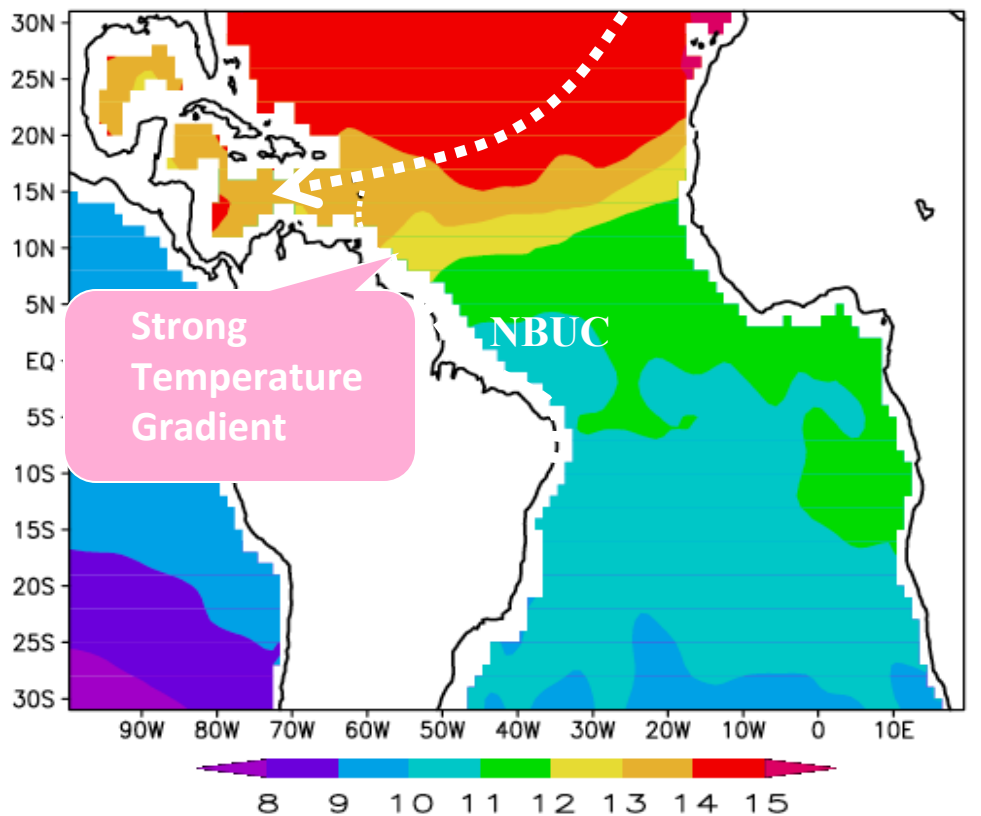 30N
25N
20N
15N
10N
5N
EQ
5S
10S
15S
20S
25S
30S
Strong
Temperature
Gradient
NBUC
90W 80W 70W 60W 50W 40W 30W 20W 10W 0 10E
8 9 10 11 12 13 14 15